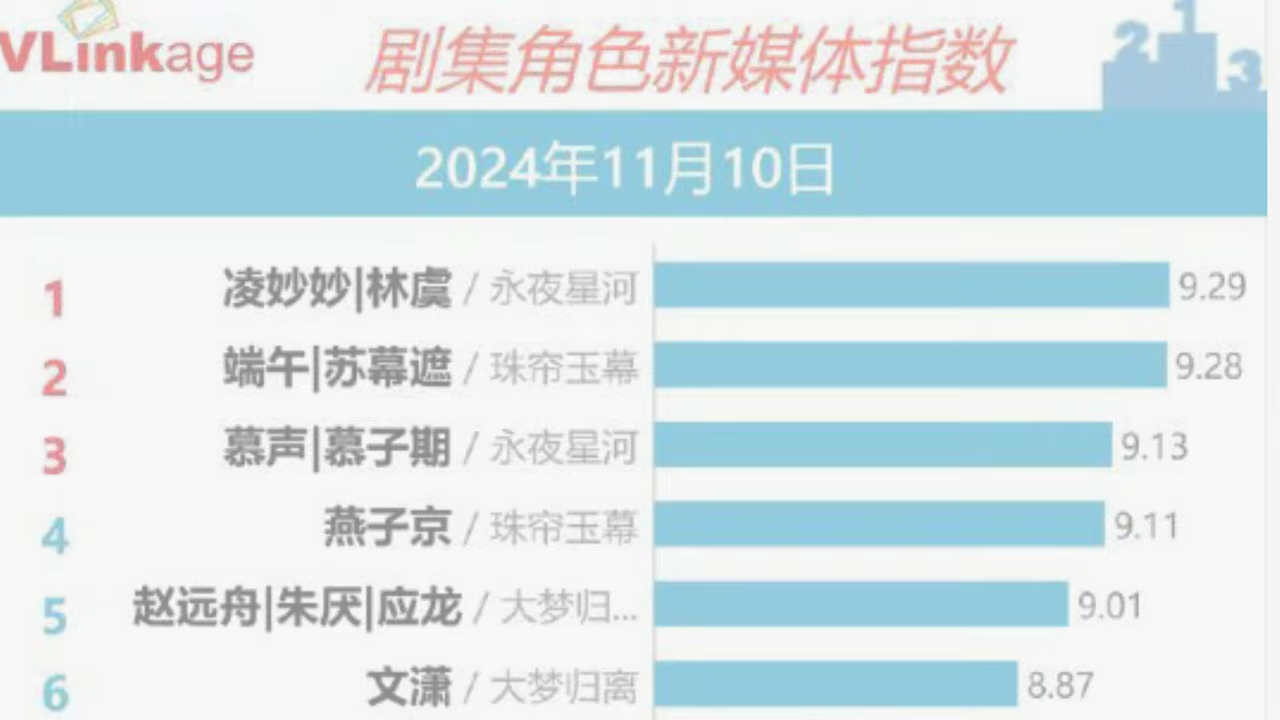 VLinkage
剧集角色新媒体指数
2 1 3
2024年11月10日
1 凌妙妙|林虞 / 永夜星河 9.29
2 端午|苏幕遮 / 珠帘玉幕 9.28
3 慕声|慕子期 / 永夜星河 9.13
4 燕子京 / 珠帘玉幕 9.11
5 赵远舟|朱厌|应龙 / 大梦归... 9.01
6 文潇 / 大梦归离 8.87